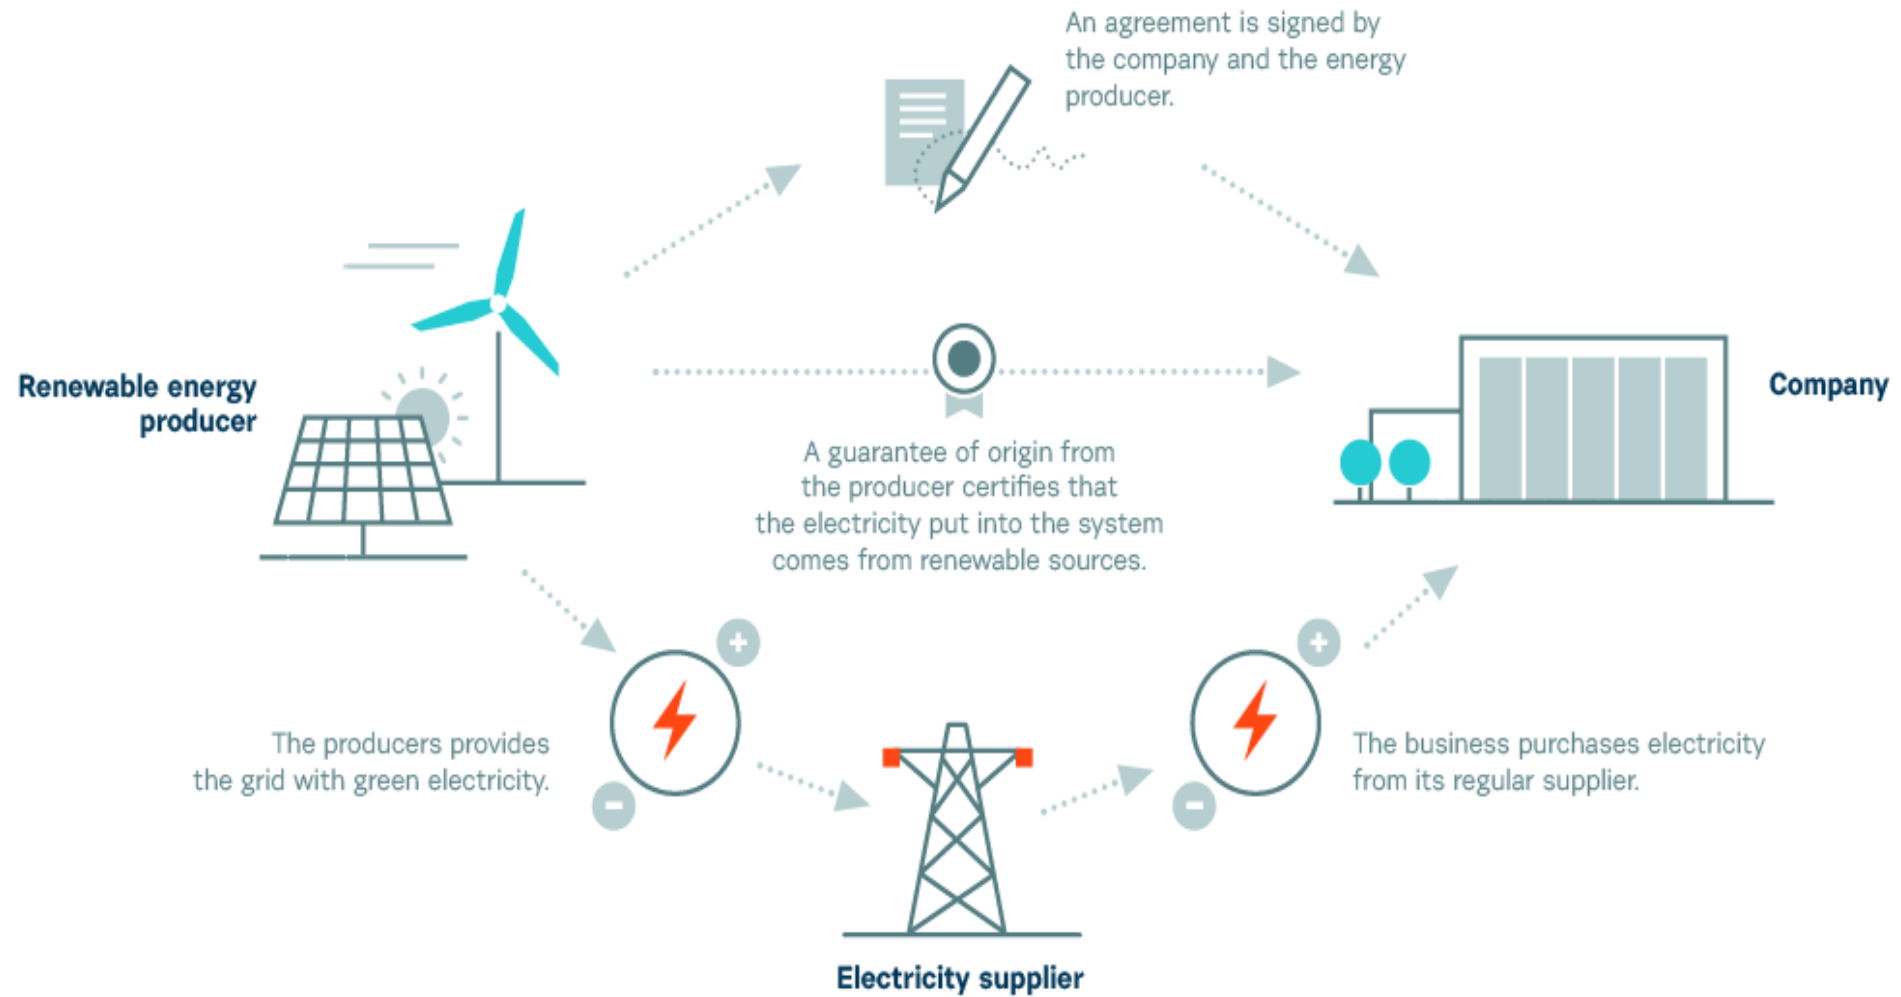 An agreement is signed by
the company and the energy
producer.
Renewable energy
producer
Company
A guarantee of origin from
the producer certifies that
the electricity put into the system
comes from renewable sources.
The producers provides
the grid with green electricity.
The business purchases electricity
from its regular supplier.
Electricity supplier